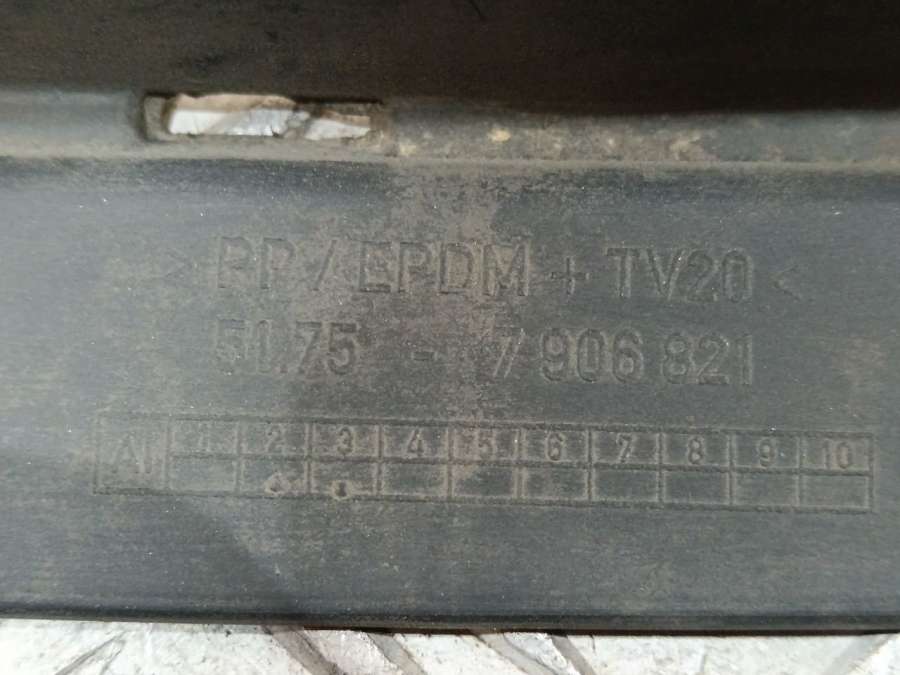 > PP/EPDM + TV20 <
51.75 - 7 906 821
AI 1 2 3 4 5 6 7 8 9 10